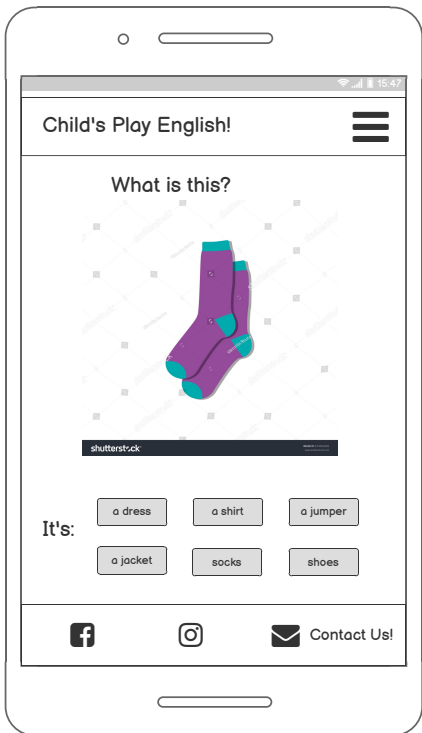 15:47
Child's Play English!
What is this?
shutterstock
It's:
a dress
a shirt
a jumper
a jacket
socks
shoes
Contact Us!